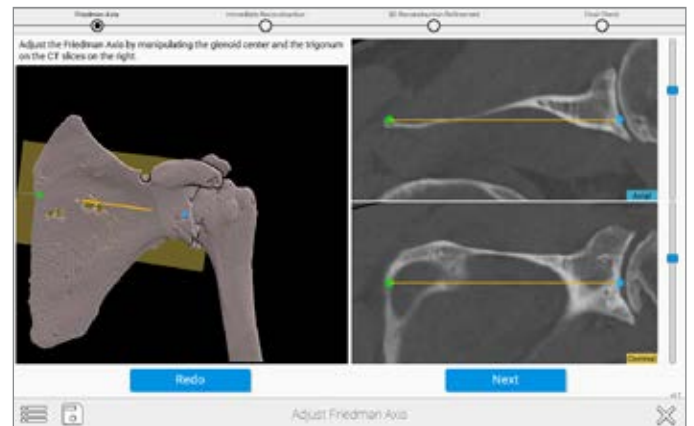 Friedman Axis
Immediate Reconstruction
3D Reconstruction Refinement
Final Check
Adjust the Friedman Axis by manipulating the glenoid center and the trigonum
on the CT slices on the right.
Axial
Coronal
Redo
Next
Adjust Friedman Axis